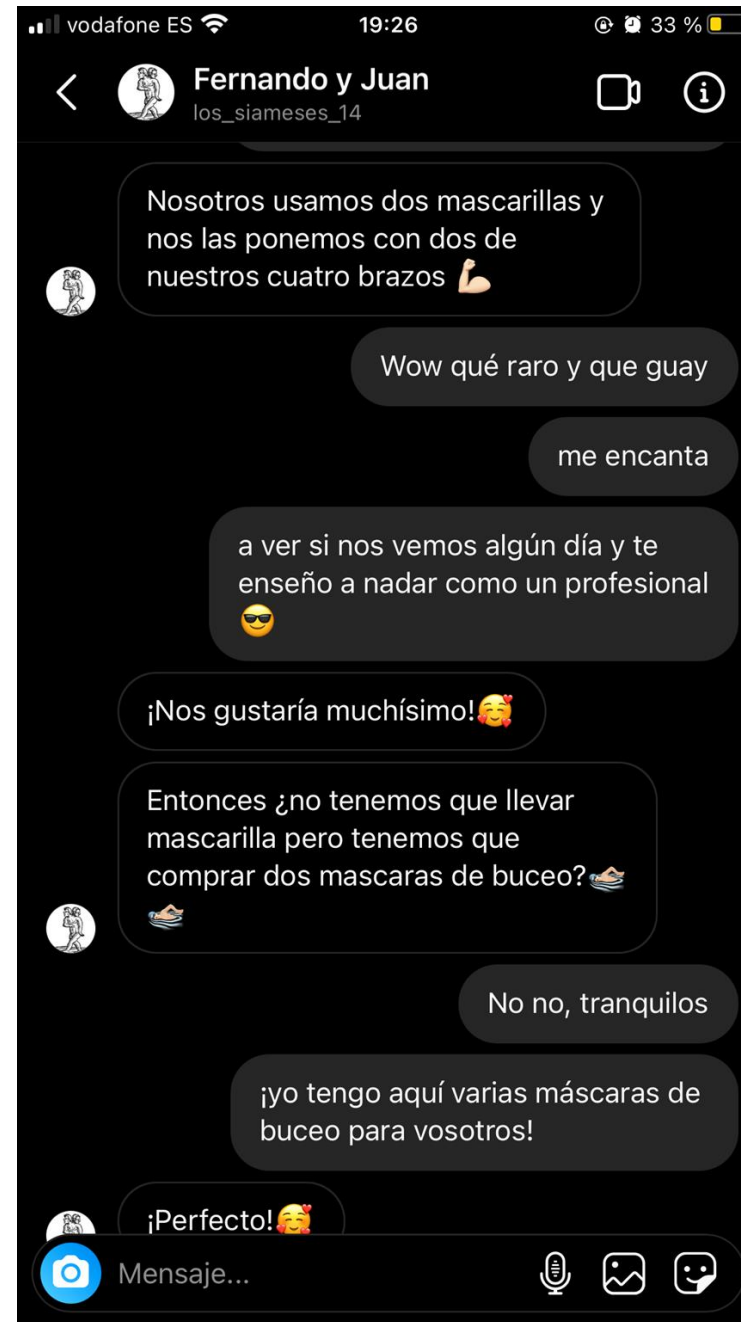 vodafone ES 19:26 33 %
Fernando y Juan
los_siameses_14
Nosotros usamos dos mascarillas y
nos las ponemos con dos de
nuestros cuatro brazos 💪🏻
Wow qué raro y que guay
me encanta
a ver si nos vemos algún día y te
enseño a nadar como un profesional
😎
¡Nos gustaría muchísimo!🥰
Entonces ¿no tenemos que llevar
mascarilla pero tenemos que
comprar dos mascaras de buceo?🏊🏻
🏊🏻
No no, tranquilos
¡yo tengo aquí varias máscaras de
buceo para vosotros!
¡Perfecto!🥰
Mensaje...